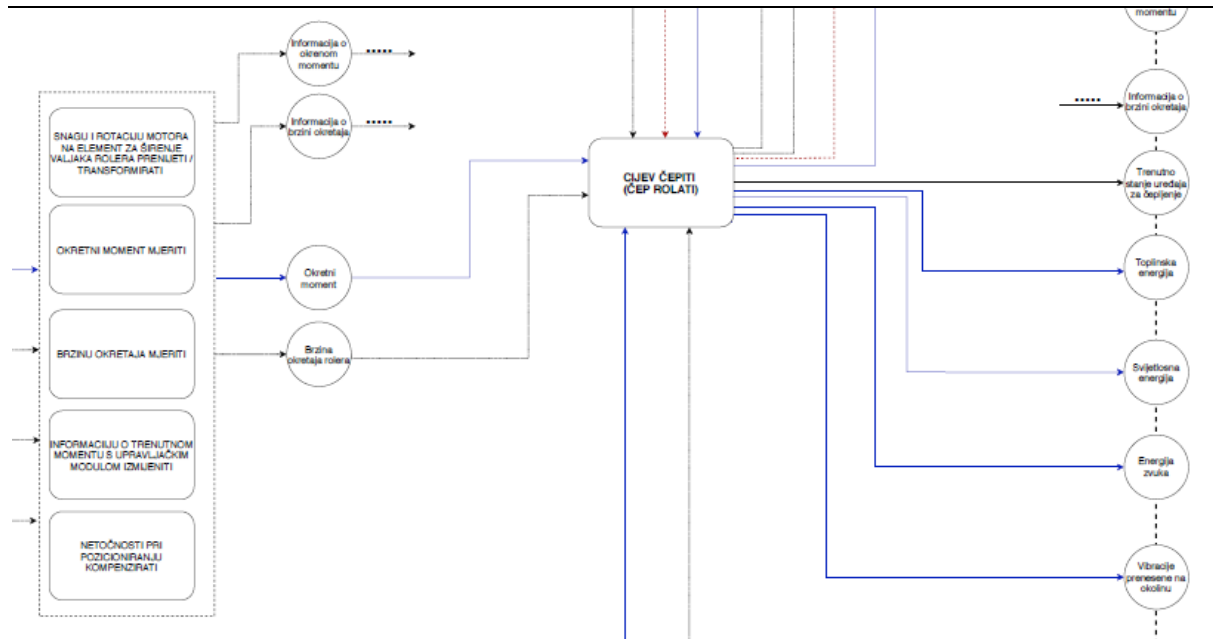 momentu
Informacija o
okrenom
momentu
Informacija o
brzini okretaja
Informacija o
brzini okretaja
SNAGU I ROTACIJU MOTORA
NA ELEMENT ZA ŠIRENJE
VALJAKA ROLERA PRENIJETI /
TRANSFORMIRATI
CIJEV ČEPITI
(ČEP ROLATI)
Trenutno
stanje uređaja
za čepljenje
OKRETNI MOMENT MJERITI
Okretni
moment
Toplinska
energija
BRZINU OKRETAJA MJERITI
Brzina
okretaja rolera
Svijetlosna
energija
INFORMACIJU O TRENUTNOM
MOMENTU S UPRAVLJAČKIM
MODULOM IZMIJENITI
Energija
zvuka
NETOČNOSTI PRI
POZICIONIRANJU
KOMPENZIRATI
Vibracije
prenesene na
okolinu